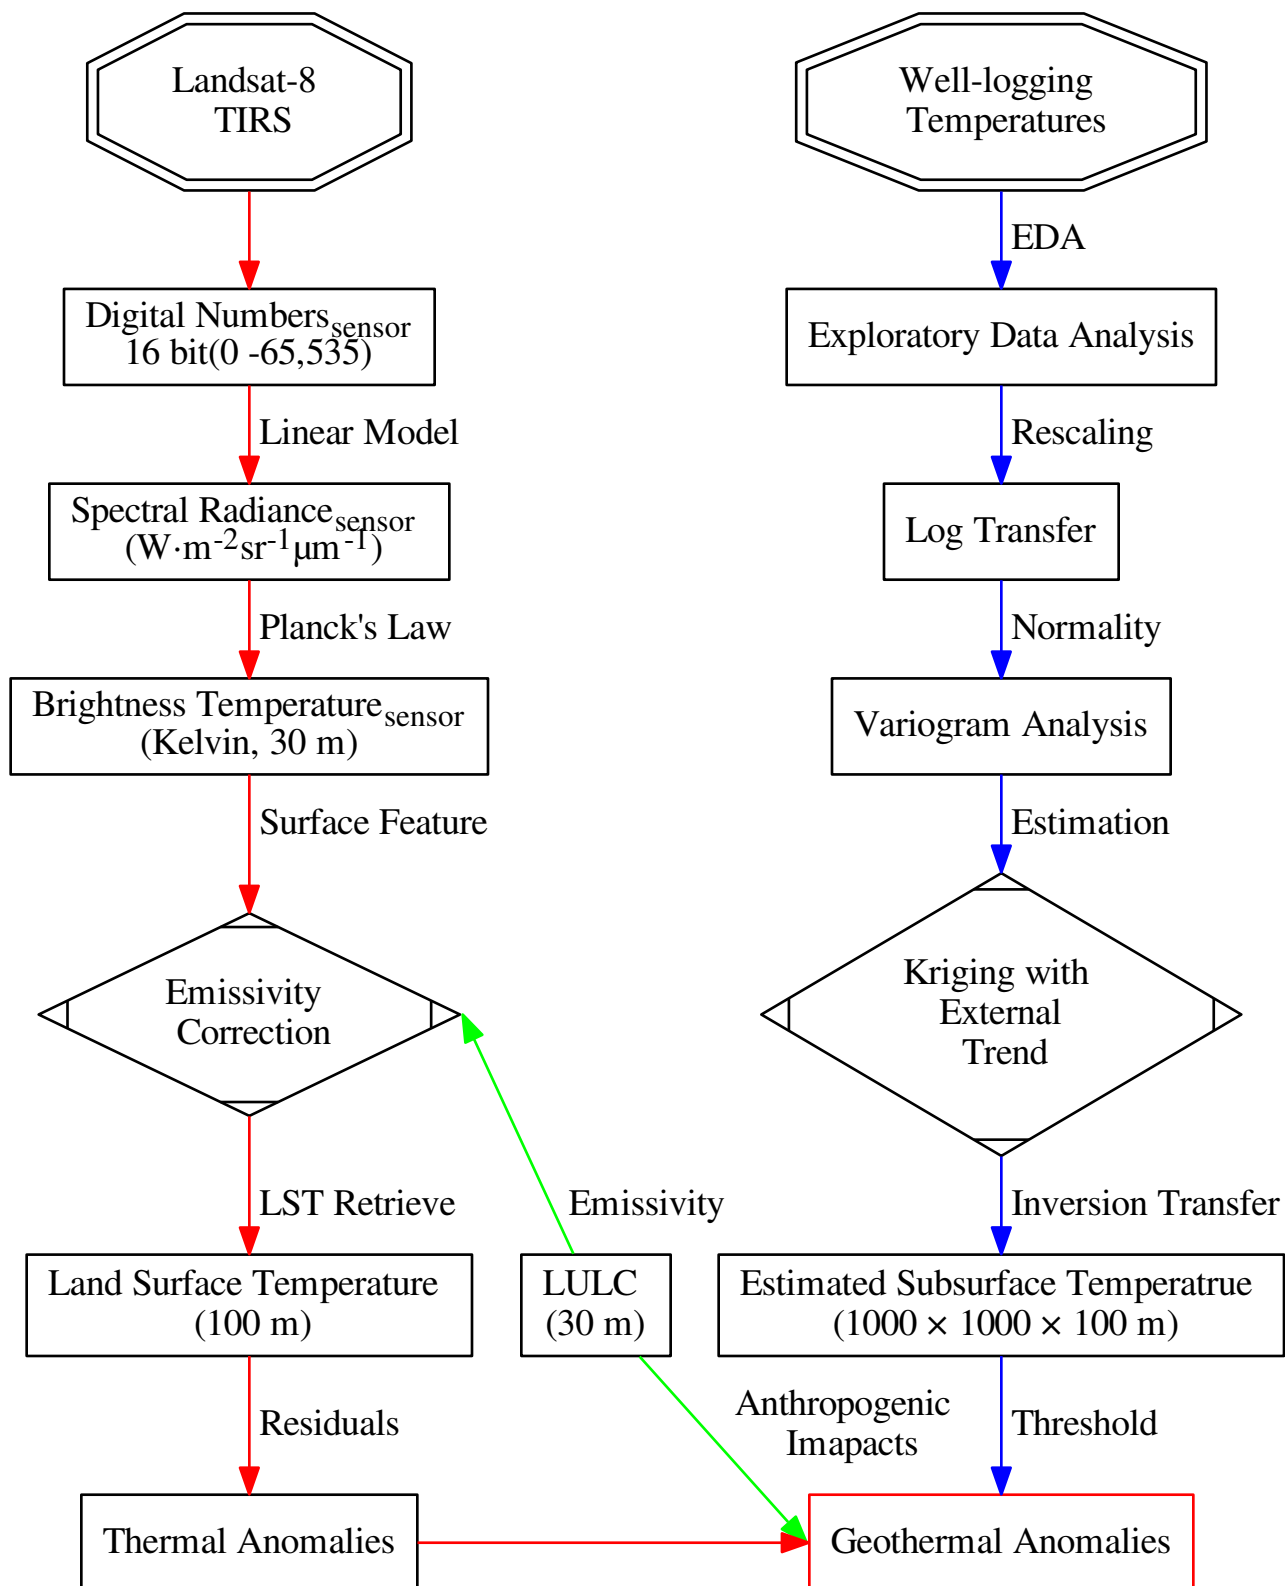 Landsat-8
TIRS
Digital Numbers_sensor
16 bit(0 -65,535)
Linear Model
Spectral Radiance_sensor
(W·m⁻²sr⁻¹μm⁻¹)
Planck's Law
Brightness Temperature_sensor
(Kelvin, 30 m)
Surface Feature
Emissivity
Correction
LST Retrieve
Land Surface Temperature
(100 m)
Residuals
Thermal Anomalies
Emissivity
LULC
(30 m)
Anthropogenic
Imapacts
Well-logging
Temperatures
EDA
Exploratory Data Analysis
Rescaling
Log Transfer
Normality
Variogram Analysis
Estimation
Kriging with
External
Trend
Inversion Transfer
Estimated Subsurface Temperatrue
(1000 × 1000 × 100 m)
Threshold
Geothermal Anomalies